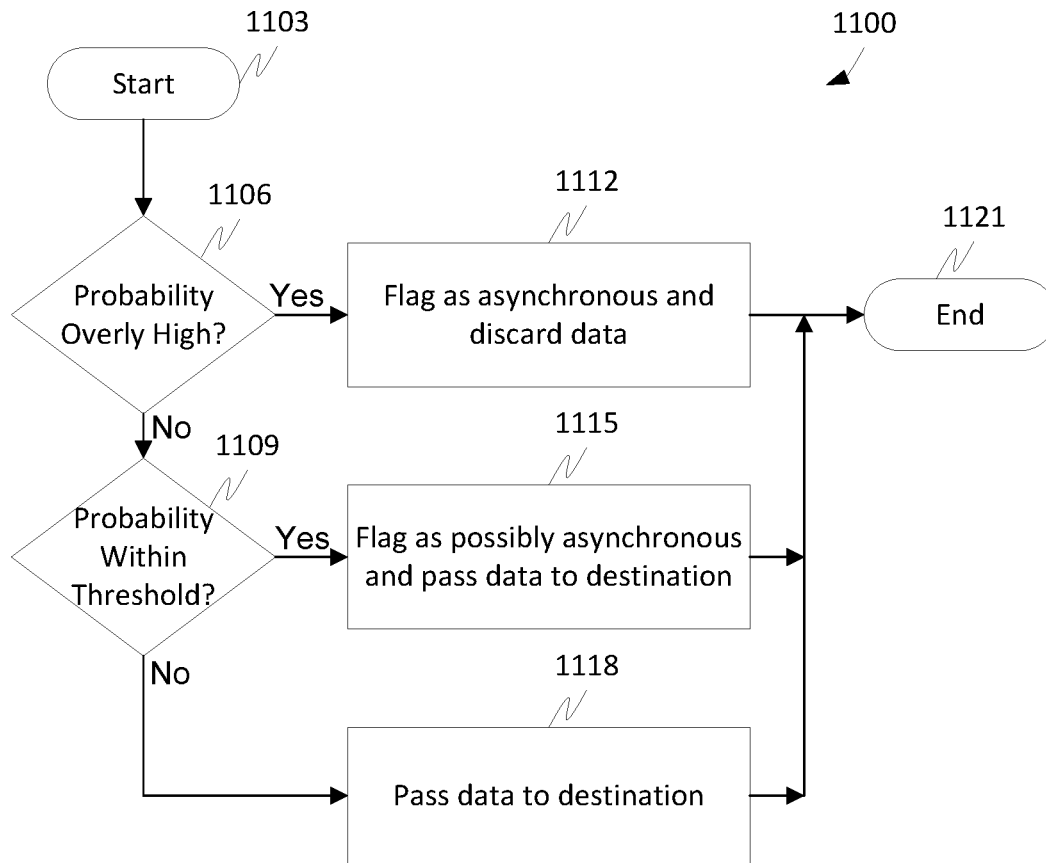 1103
1100
Start
1106
1112
1121
Probability
Overly High?
Yes
Flag as asynchronous and
discard data
End
No
1109
1115
Probability
Within
Threshold?
Yes
Flag as possibly asynchronous
and pass data to destination
No
1118
Pass data to destination